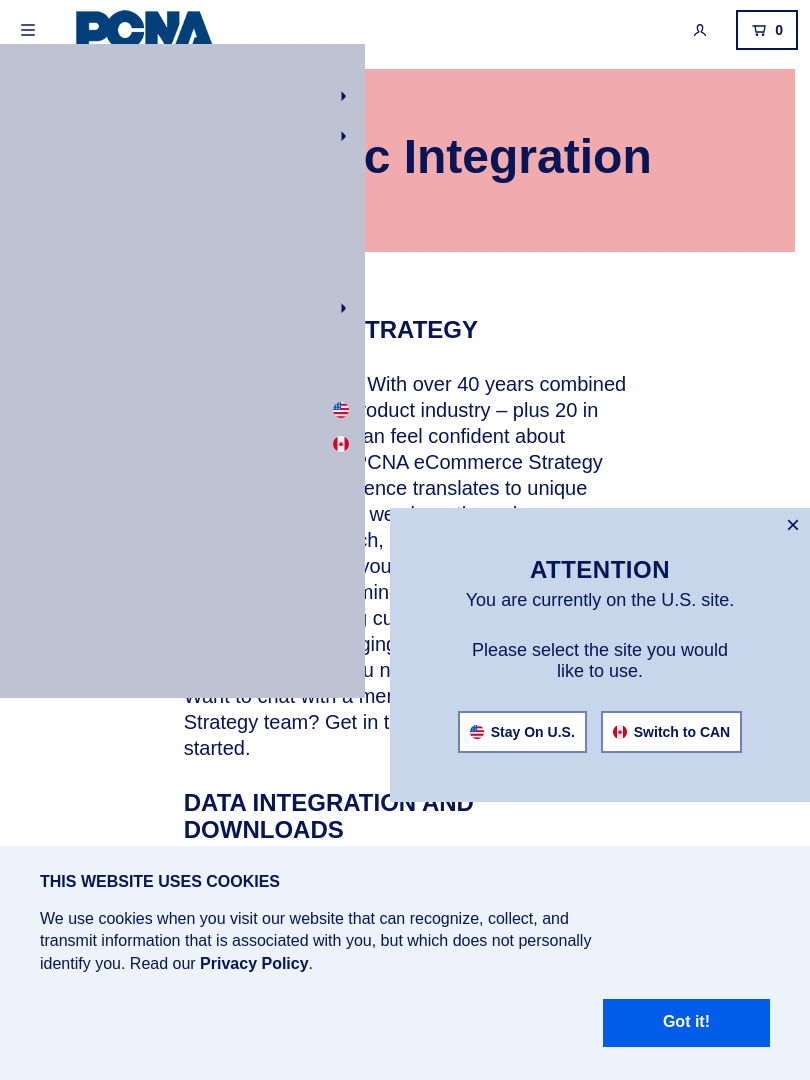 PCNA
0
c Integration
TRATEGY
With over 40 years combined
roduct industry – plus 20 in
an feel confident about
PCNA eCommerce Strategy
ence translates to unique
ch,
you
ging
Want to chat with a mer
Strategy team? Get in t
started.
ATTENTION
You are currently on the U.S. site.
Please select the site you would
like to use.
Stay On U.S.
Switch to CAN
DATA INTEGRATION AND
DOWNLOADS
THIS WEBSITE USES COOKIES
We use cookies when you visit our website that can recognize, collect, and
transmit information that is associated with you, but which does not personally
identify you. Read our Privacy Policy.
Got it!